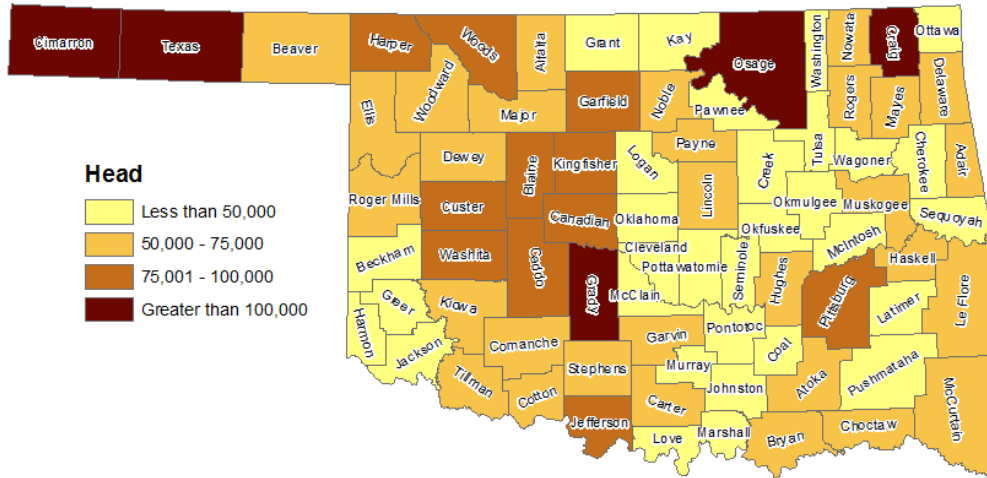 Cimarron
Texas
Beaver
Harper
Woods
Alfalfa
Grant
Kay
Osage
Washington
Nowata
Craig
Ottawa
Ellis
Woodward
Major
Garfield
Noble
Pawnee
Rogers
Mayes
Delaware
Dewey
Blaine
Kingfisher
Logan
Payne
Creek
Tulsa
Wagoner
Cherokee
Adair
Roger Mills
Custer
Canadian
Oklahoma
Lincoln
Okmulgee
Muskogee
Sequoyah
Okfuskee
Beckham
Washita
Caddo
Grady
Cleveland
Pottawatomie
Seminole
McIntosh
Haskell
McClain
Hughes
Pittsburg
Latimer
Le Flore
Harmon
Greer
Kiowa
Jackson
Comanche
Garvin
Pontotoc
Coal
Tillman
Cotton
Stephens
Murray
Johnston
Atoka
Pushmataha
McCurtain
Jefferson
Carter
Love
Marshall
Bryan
Choctaw
Head
Less than 50,000
50,000 - 75,000
75,001 - 100,000
Greater than 100,000